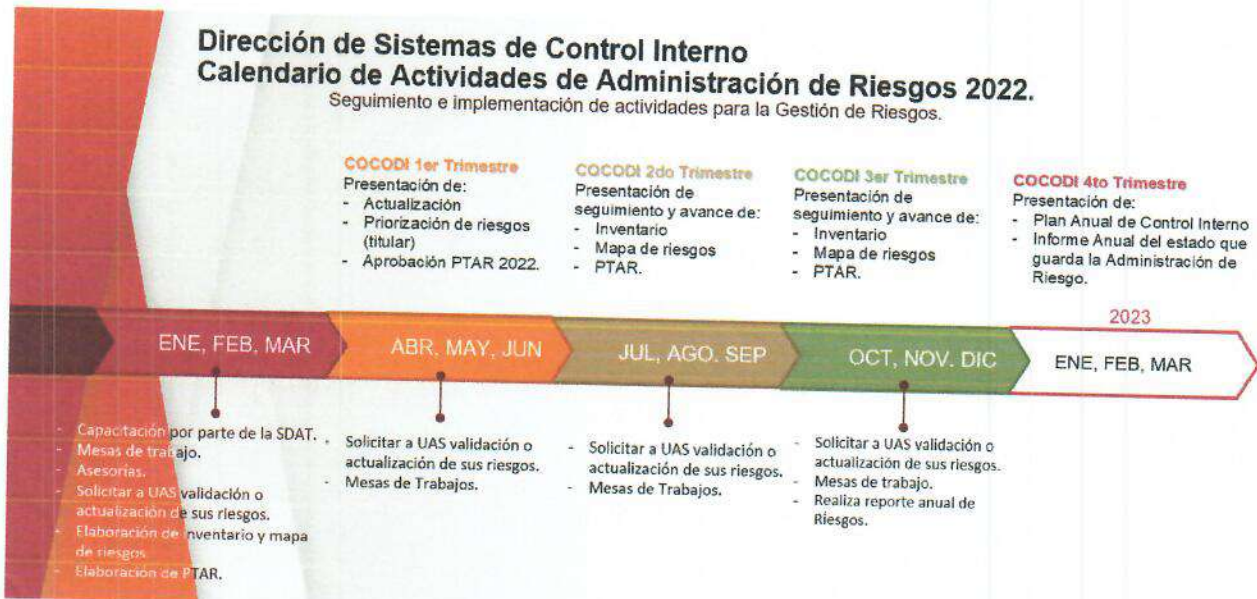 Dirección de Sistemas de Control Interno
Calendario de Actividades de Administración de Riesgos 2022.
Seguimiento e implementación de actividades para la Gestión de Riesgos.
COCODI 1er Trimestre
Presentación de:
- Actualización
- Priorización de riesgos
(titular)
- Aprobación PTAR 2022.
COCODI 2do Trimestre
Presentación de
seguimiento y avance de:
- Inventario
- Mapa de riesgos
- PTAR.
COCODI 3er Trimestre
Presentación de
seguimiento y avance de:
- Inventario
- Mapa de riesgos
- PTAR.
COCODI 4to Trimestre
Presentación de:
- Plan Anual de Control Interno
- Informe Anual del estado que
guarda la Administración de
Riesgo.
2023
ENE, FEB, MAR
ABR, MAY, JUN
JUL, AGO. SEP
OCT, NOV. DIC
ENE, FEB, MAR
- Capacitación por parte de la SDAT.
- Mesas de trabajo.
- Asesorías.
- Solicitar a UAS validación o
actualización de sus riesgos.
- Elaboración de inventario y mapa
de riesgos
- Elaboración de PTAR.
- Solicitar a UAS validación o
actualización de sus riesgos.
- Mesas de Trabajos.
- Solicitar a UAS validación o
actualización de sus riesgos.
- Mesas de Trabajos.
- Solicitar a UAS validación o
actualización de sus riesgos.
- Mesas de trabajo.
- Realiza reporte anual de
Riesgos.